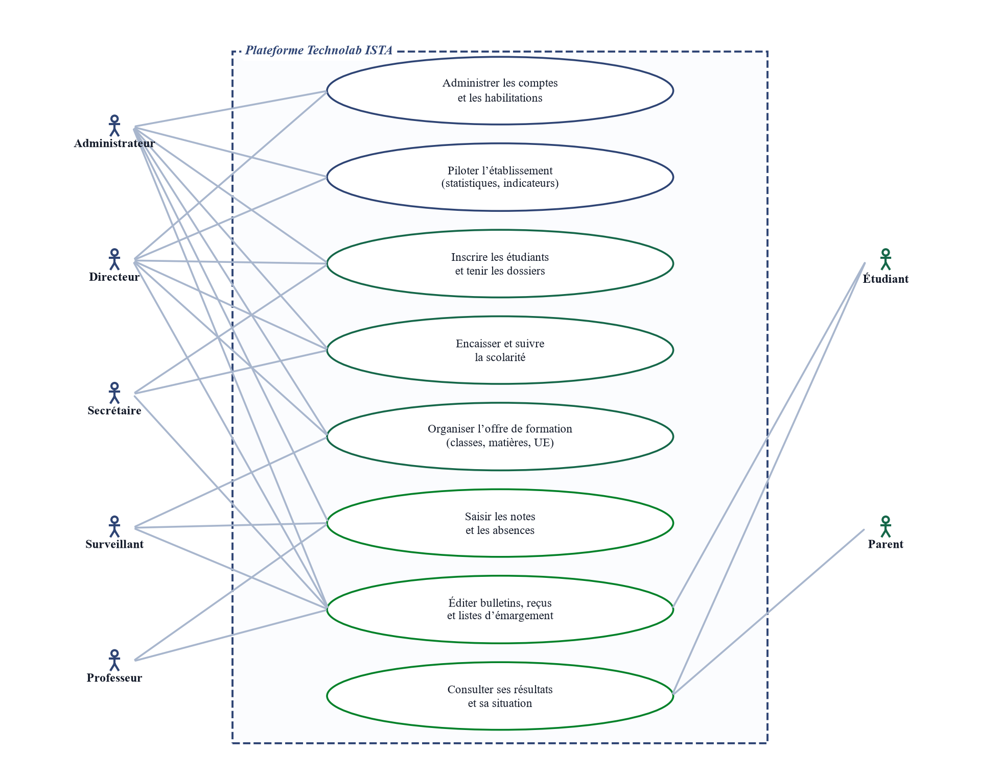 Plateforme Technolab ISTA
Administrer les comptes
et les habilitations
Administrateur
Piloter l’établissement
(statistiques, indicateurs)
Inscrire les étudiants
et tenir les dossiers
Directeur
Étudiant
Encaisser et suivre
la scolarité
Secrétaire
Organiser l’offre de formation
(classes, matières, UE)
Saisir les notes
et les absences
Surveillant
Parent
Éditer bulletins, reçus
et listes d’émargement
Professeur
Consulter ses résultats
et sa situation